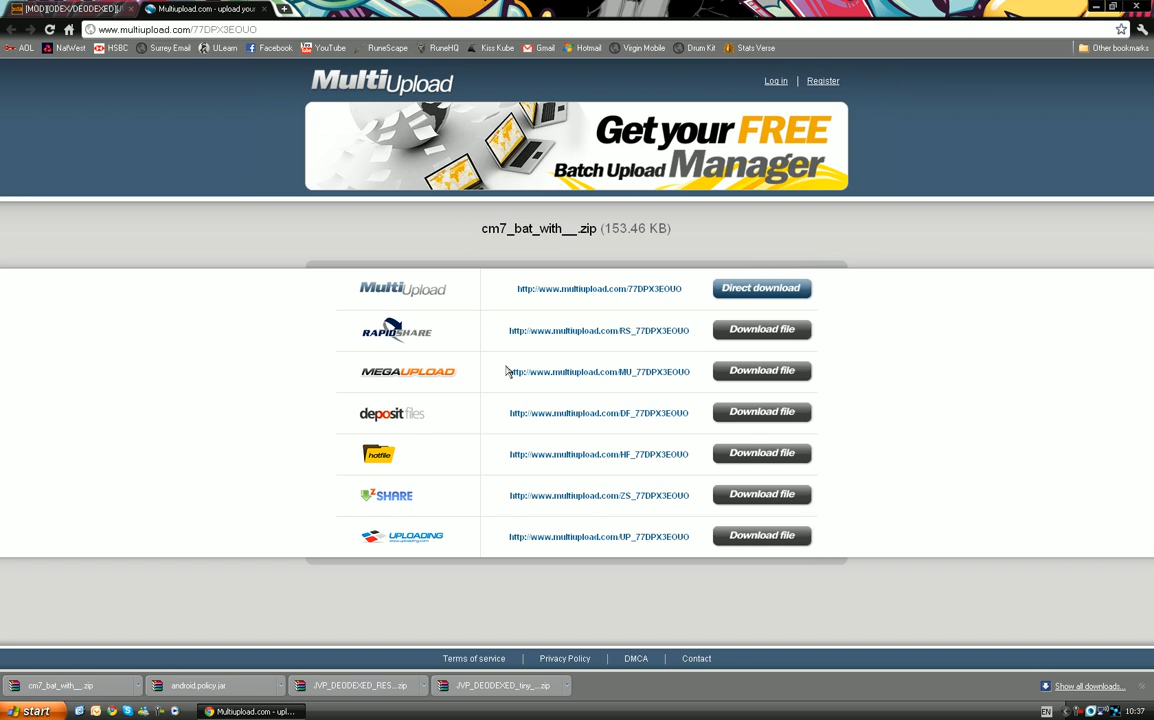 [MOD][ODEX/DEODEXED][
Multiupload.com - upload your
www.multiupload.com/77DPX3EOUO
AOL NatWest HSBC Surrey Email ULearn Facebook YouTube RuneScape RuneHQ Kiss Kube Gmail Hotmail Virgin Mobile Drum Kit Stats Verse Other bookmarks
MultiUpload
Log in | Register
Get your FREE
Batch Upload Manager
cm7_bat_with__.zip (153.46 KB)
MultiUpload http://www.multiupload.com/77DPX3EOUO Direct download
RAPIDSHARE http://www.multiupload.com/RS_77DPX3EOUO Download file
MEGAUPLOAD http://www.multiupload.com/MU_77DPX3EOUO Download file
depositfiles http://www.multiupload.com/DF_77DPX3EOUO Download file
hotfile http://www.multiupload.com/HF_77DPX3EOUO Download file
ZSHARE http://www.multiupload.com/ZS_77DPX3EOUO Download file
UPLOADING http://www.multiupload.com/UP_77DPX3EOUO Download file
Terms of service | Privacy Policy | DMCA | Contact
cm7_bat_with__.zip android.policy.jar JVP_DEODEXED_RES....zip JVP_DEODEXED_tiny_....zip Show all downloads...
start Multiupload.com - upl... EN 10:37